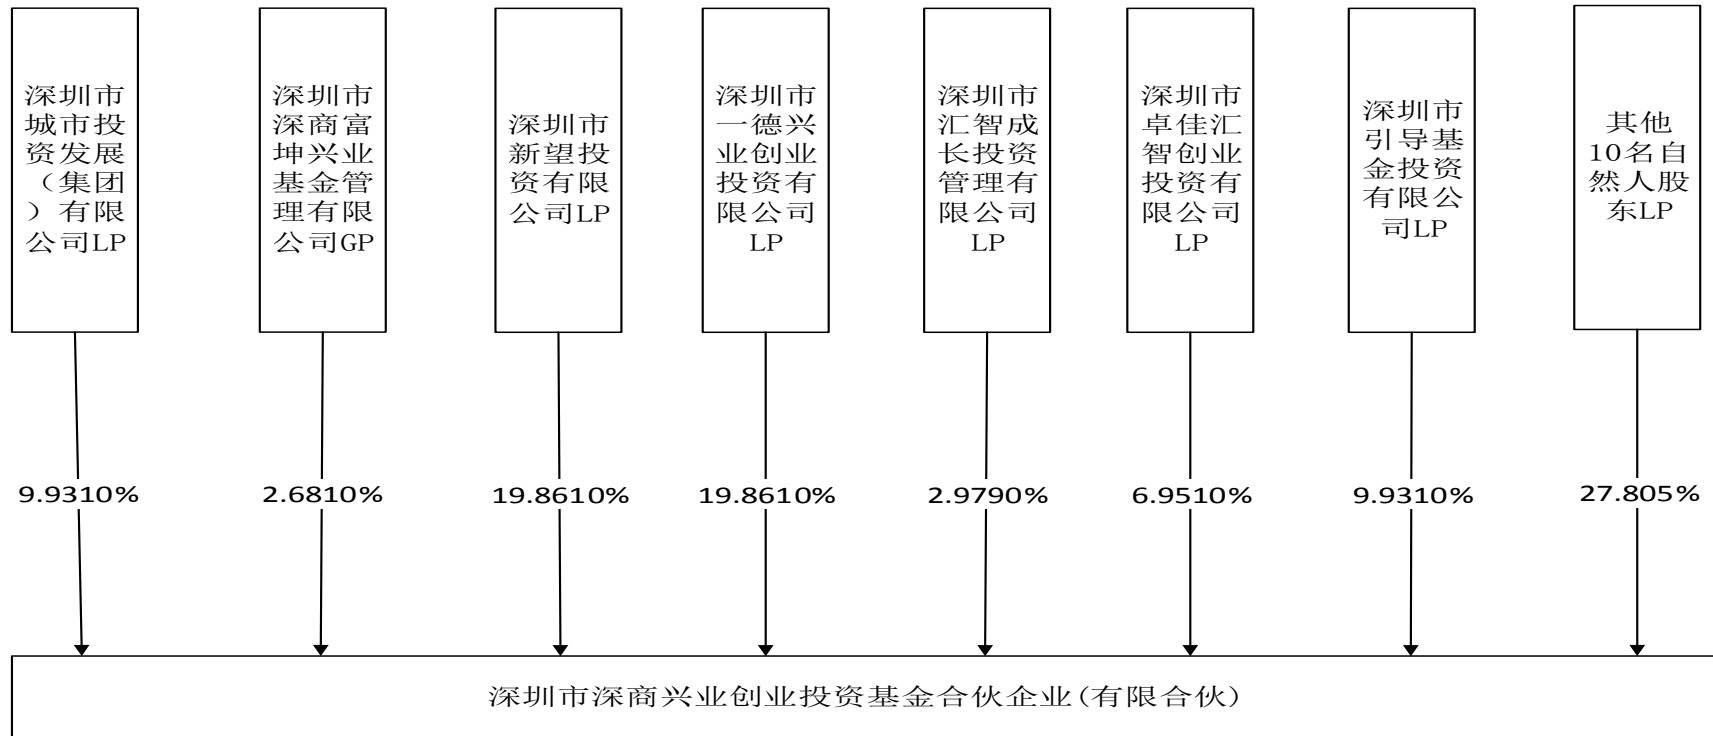 深圳市
城市投
资发展
（集团
）有限
公司LP
深圳市
深商富
坤兴业
基金管
理有限
公司GP
深圳市
新望投
资有限
公司LP
深圳市
一德兴
业创业
投资有
限公司
LP
深圳市
汇智成
长投资
管理有
限公司
LP
深圳市
卓佳汇
智创业
投资有
限公司
LP
深圳市
引导基
金投资
有限公
司LP
其他
10名自
然人股
东LP
9.9310%
2.6810%
19.8610%
19.8610%
2.9790%
6.9510%
9.9310%
27.805%
深圳市深商兴业创业投资基金合伙企业(有限合伙)